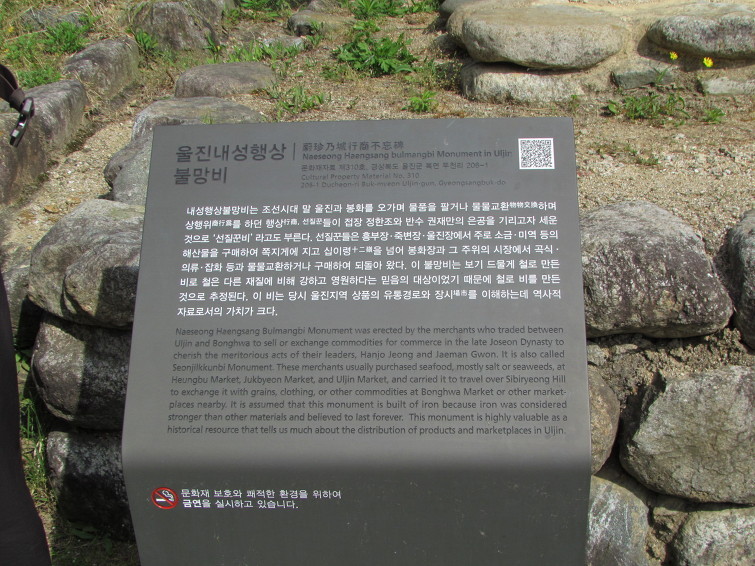 울진내성행상
불망비
蔚珍乃城行商不忘碑
Naeseong Haengsang bulmangbi Monument in Uljin
문화재자료 제310호, 경상북도 울진군 북면 두천리 208-1
Cultural Property Material No. 310
208-1 Ducheon-ri Buk-myeon Uljin-gun, Gyeongsangbuk-do
내성행상불망비는 조선시대 말 울진과 봉화를 오가며 물품을 팔거나 물물교환物物交換하며
상행위商行爲를 하던 행상行商, 선질꾼들이 접장 정한조와 반수 권재만의 은공을 기리고자 세운
것으로 '선질꾼비' 라고도 부른다. 선질꾼들은 흥부장·죽변장·울진장에서 주로 소금·미역 등의
해산물을 구매하여 쪽지게에 지고 십이령十二嶺을 넘어 봉화장과 그 주위의 시장에서 곡식·
의류·잡화 등과 물물교환하거나 구매하여 되돌아 왔다. 이 불망비는 보기 드물게 철로 만든
비로 철은 다른 재질에 비해 강하고 영원하다는 믿음의 대상이었기 때문에 철로 비를 만든
것으로 추정된다. 이 비는 당시 울진지역 상품의 유통경로와 장시場市를 이해하는데 역사적
자료로서의 가치가 크다.
Naeseong Haengsang Bulmangbi Monument was erected by the merchants who traded between
Uljin and Bonghwa to sell or exchange commodities for commerce in the late Joseon Dynasty to
cherish the meritorious acts of their leaders, Hanjo Jeong and Jaeman Gwon. It is also called
Seonjilkkunbi Monument. These merchants usually purchased seafood, mostly salt or seaweeds, at
Heungbu Market, Jukbyeon Market, and Uljin Market, and carried it to travel over Sibiryeong Hill
to exchange it with grains, clothing, or other commodities at Bonghwa Market or other market-
places nearby. It is assumed that this monument is built of iron because iron was considered
stronger than other materials and believed to last forever. This monument is highly valuable as a
historical resource that tells us much about the distribution of products and marketplaces in Uljin.
문화재 보호와 쾌적한 환경을 위하여
금연을 실시하고 있습니다.